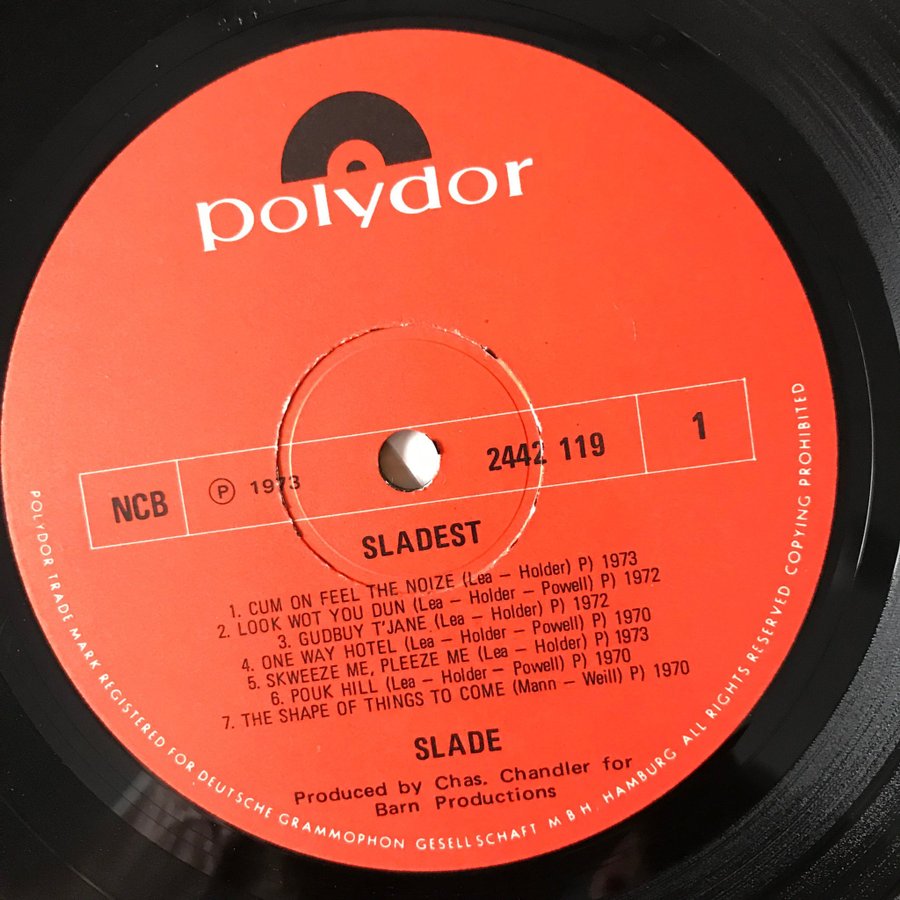 polydor
NCB ℗ 1973 2442 119 1
SLADEST
1. CUM ON FEEL THE NOIZE (Lea – Holder) P) 1973
2. LOOK WOT YOU DUN (Lea – Holder – Powell) P) 1972
3. GUDBUY T'JANE (Lea – Holder) P) 1972
4. ONE WAY HOTEL (Lea – Holder – Powell) P) 1970
5. SKWEEZE ME, PLEEZE ME (Lea – Holder) P) 1973
6. POUK HILL (Lea – Holder – Powell) P) 1970
7. THE SHAPE OF THINGS TO COME (Mann – Weill) P) 1970
SLADE
Produced by Chas. Chandler for
Barn Productions
POLYDOR TRADE MARK REGISTERED FOR DEUTSCHE GRAMMOPHON GESELLSCHAFT M B H, HAMBURG ALL RIGHTS RESERVED COPYING PROHIBITED